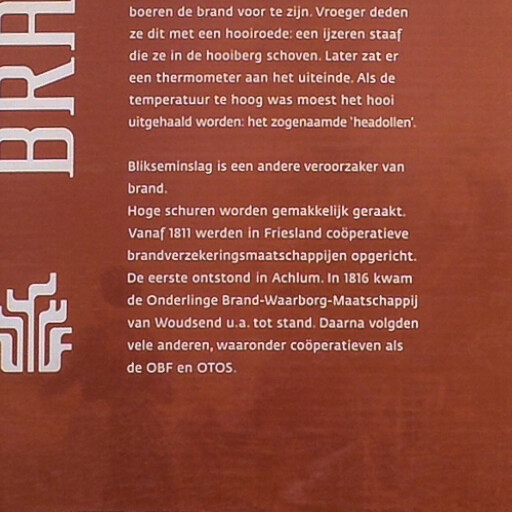 BRA
boeren de brand voor te zijn. Vroeger deden
ze dit met een hooiroede: een ijzeren staaf
die ze in de hooiberg schoven. Later zat er
een thermometer aan het uiteinde. Als de
temperatuur te hoog was moest het hooi
uitgehaald worden: het zogenaamde 'headollen'.
Blikseminslag is een andere veroorzaker van
brand.
Hoge schuren worden gemakkelijk geraakt.
Vanaf 1811 werden in Friesland coöperatieve
brandverzekeringsmaatschappijen opgericht.
De eerste ontstond in Achlum. In 1816 kwam
de Onderlinge Brand-Waarborg-Maatschappij
van Woudsend u.a. tot stand. Daarna volgden
vele anderen, waaronder coöperatieven als
de OBF en OTOS.